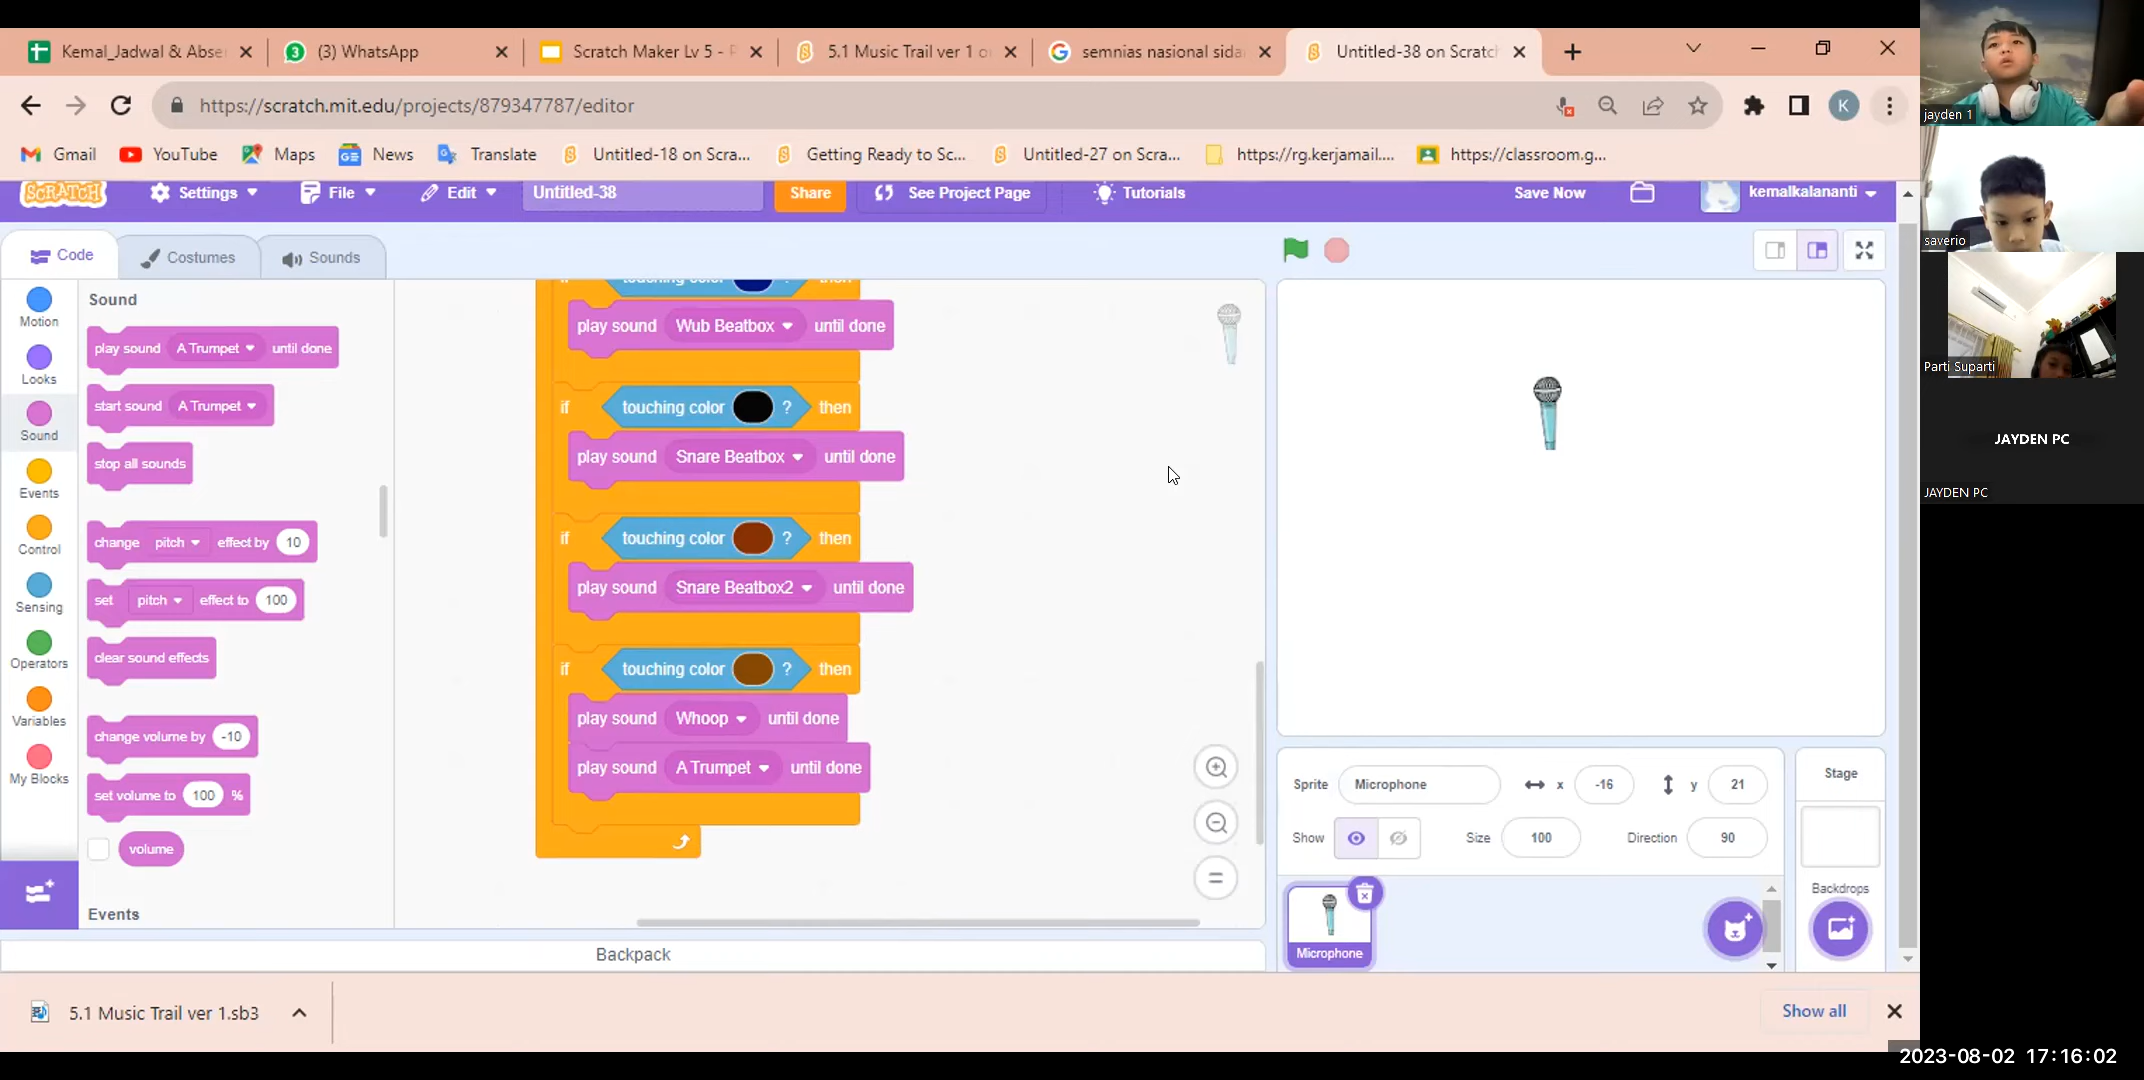 Kemal_Jadwal & Abse
(3) WhatsApp
Scratch Maker Lv 5 -
5.1 Music Trail ver 1 o
semnias nasional sida
Untitled-38 on Scratch
https://scratch.mit.edu/projects/879347787/editor
K
Gmail
YouTube
Maps
News
Translate
Untitled-18 on Scra...
Getting Ready to Sc...
Untitled-27 on Scra...
https://rg.kerjamail....
https://classroom.g...
SCRATCH
Settings
File
Edit
Untitled-38
Share
See Project Page
Tutorials
Save Now
kemalkalananti
Code
Costumes
Sounds
Motion
Looks
Sound
Events
Control
Sensing
Operators
Variables
My Blocks
Sound
play sound A Trumpet until done
start sound A Trumpet
stop all sounds
change pitch effect by 10
set pitch effect to 100
clear sound effects
change volume by -10
set volume to 100 %
volume
Events
if touching color ? then
play sound Wub Beatbox until done
if touching color ? then
play sound Snare Beatbox until done
if touching color ? then
play sound Snare Beatbox2 until done
if touching color ? then
play sound Whoop until done
play sound A Trumpet until done
Backpack
Sprite Microphone x -16 y 21
Show Size 100 Direction 90
Microphone
Stage
Backdrops
5.1 Music Trail ver 1.sb3
Show all
jayden 1
saverio
Parti Suparti
JAYDEN PC
JAYDEN PC
2023-08-02 17:16:02